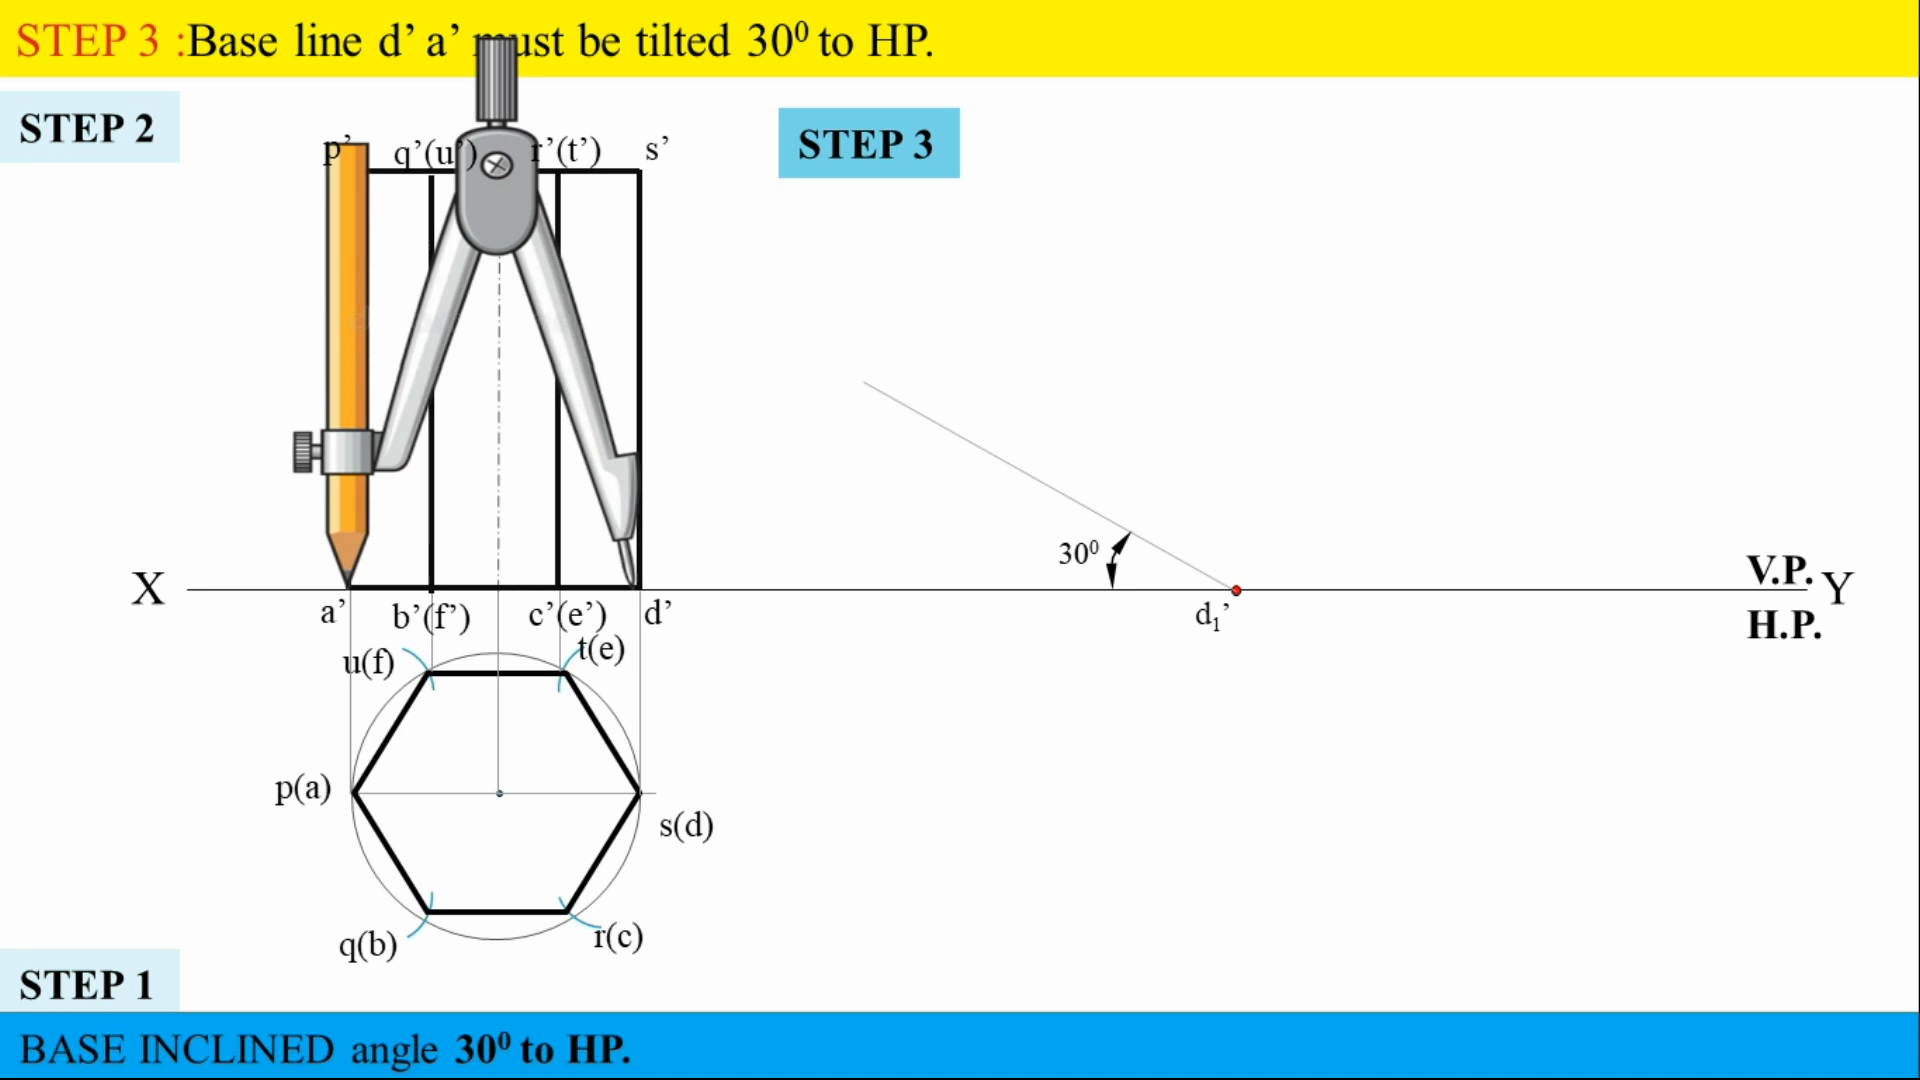 STEP 3 :Base line d’ a’ must be tilted 30⁰ to HP.
STEP 2
STEP 3
p’ q’(u’) r’(t’) s’
30⁰
X
V.P.
Y
H.P.
a’ b’(f’) c’(e’) d’
d₁’
u(f) t(e)
p(a)
s(d)
q(b) r(c)
STEP 1
BASE INCLINED angle 30⁰ to HP.